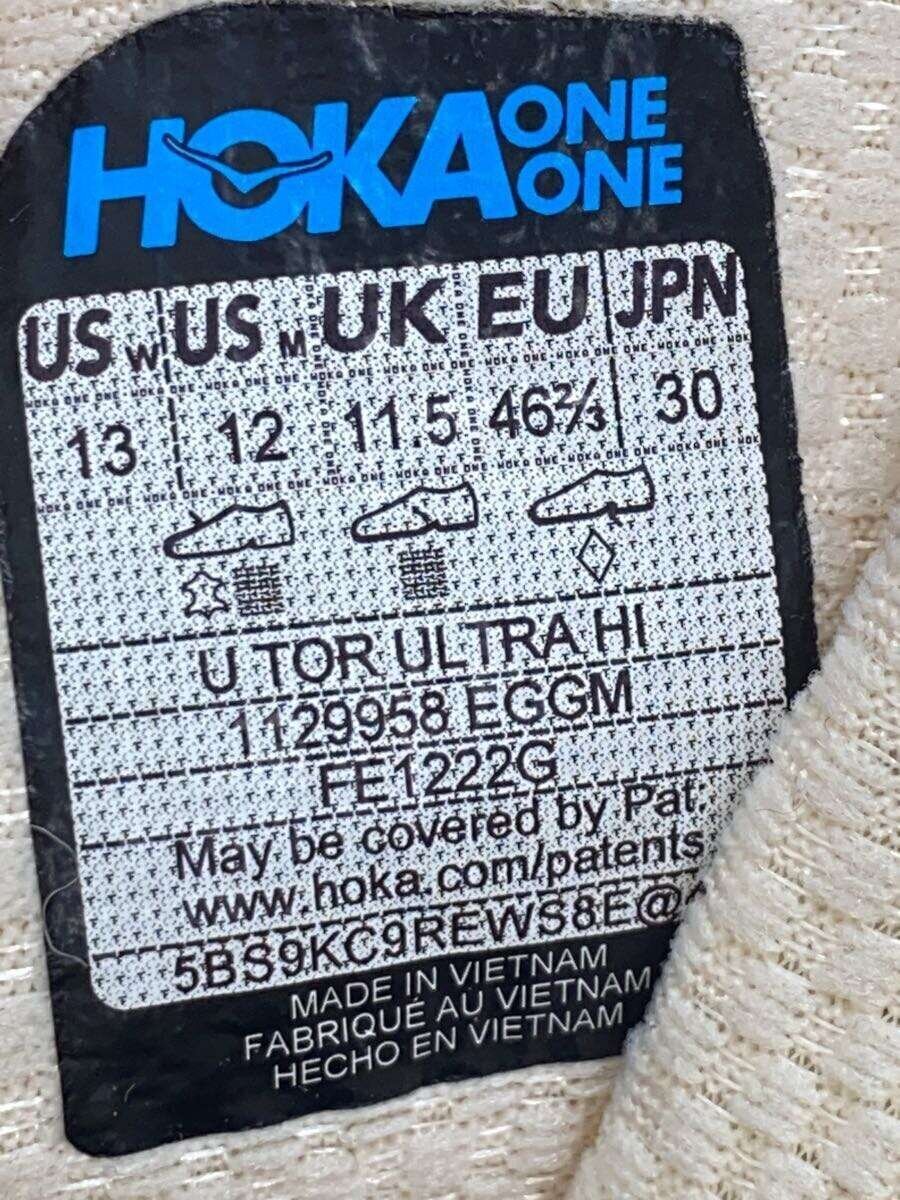 HOKA ONE ONE
US W US M UK EU JPN
13 12 11.5 46⅔ 30
U TOR ULTRA HI
1129958 EGGM
FE1222G
May be covered by Pat.
www.hoka.com/patents
5BS9KC9REWS8E@
MADE IN VIETNAM
FABRIQUÉ AU VIETNAM
HECHO EN VIETNAM